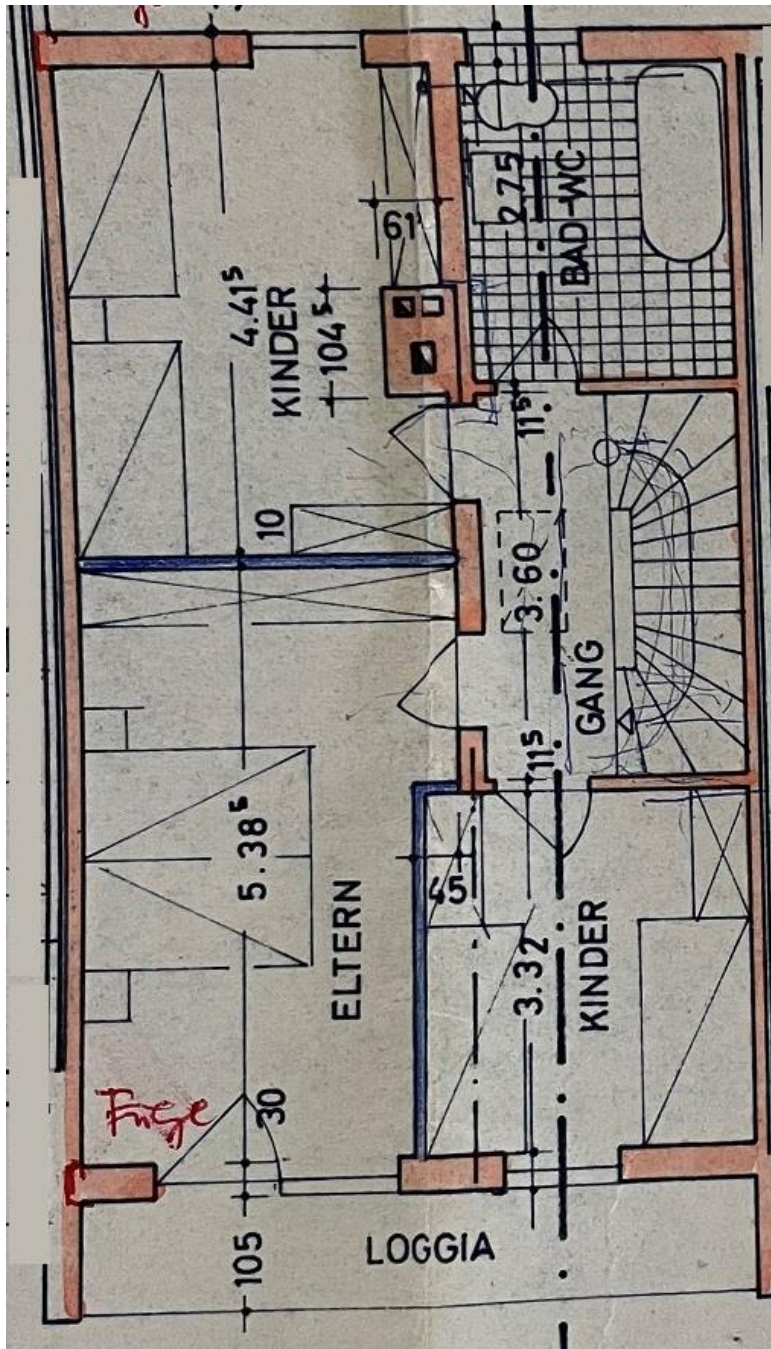 61
2.75
BAD-WC
4.41⁵
KINDER
104⁵
11⁵
10
3.60
GANG
11⁵
5.38⁵
ELTERN
45
3.32
KINDER
Fuge
30
LOGGIA
105